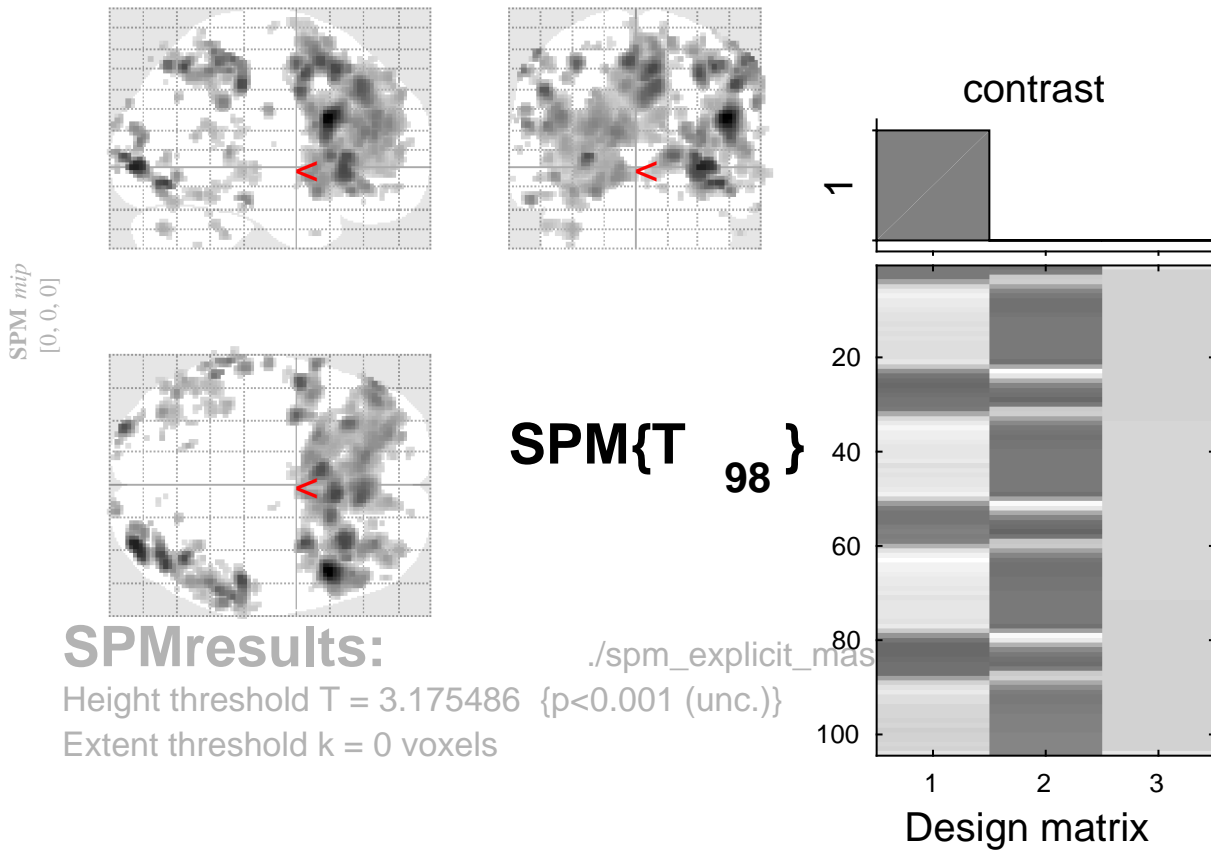 SPM mip
[0, 0, 0]
<
<
<
SPM{T 98 }
SPMresults:
./spm_explicit_mas
Height threshold T = 3.175486 {p<0.001 (unc.)}
Extent threshold k = 0 voxels
contrast
1
20
40
60
80
100
1 2 3
Design matrix